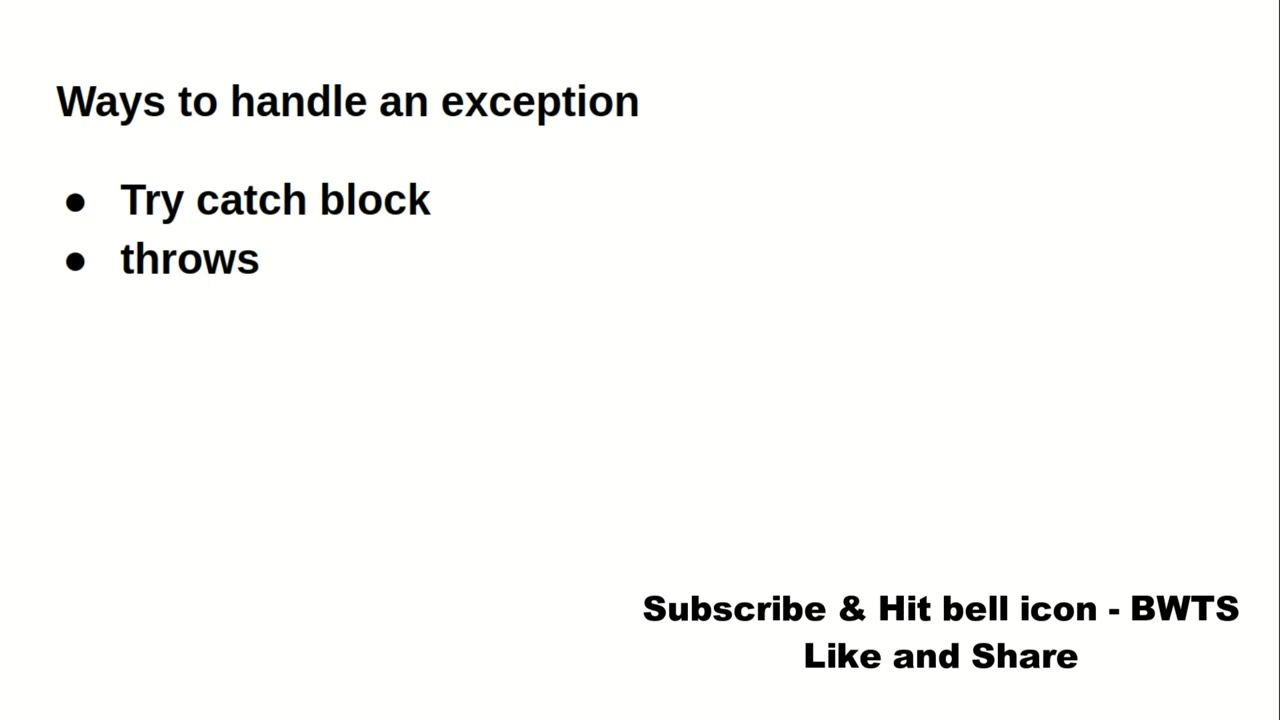 Ways to handle an exception
● Try catch block
● throws
Subscribe & Hit bell icon - BWTS
Like and Share